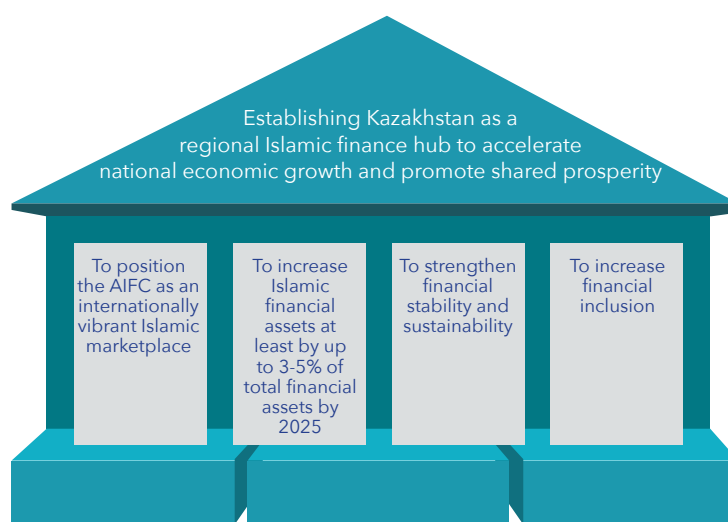 Establishing Kazakhstan as a
regional Islamic finance hub to accelerate
national economic growth and promote shared prosperity
To position
the AIFC as an
internationally
vibrant Islamic
marketplace
To increase
Islamic
financial
assets at
least by up
to 3-5% of
total financial
assets by
2025
To strengthen
financial
stability and
sustainability
To increase
financial
inclusion